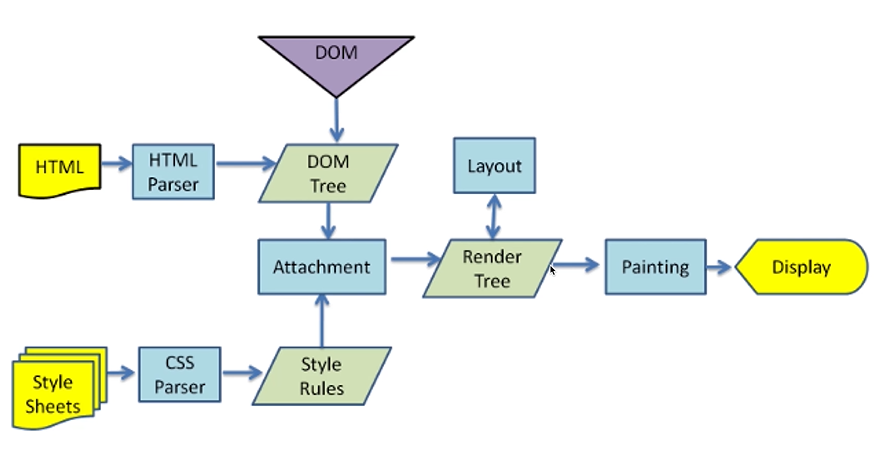 DOM
HTML
HTML
Parser
DOM
Tree
Layout
Attachment
Render
Tree
Painting
Display
Style
Sheets
CSS
Parser
Style
Rules